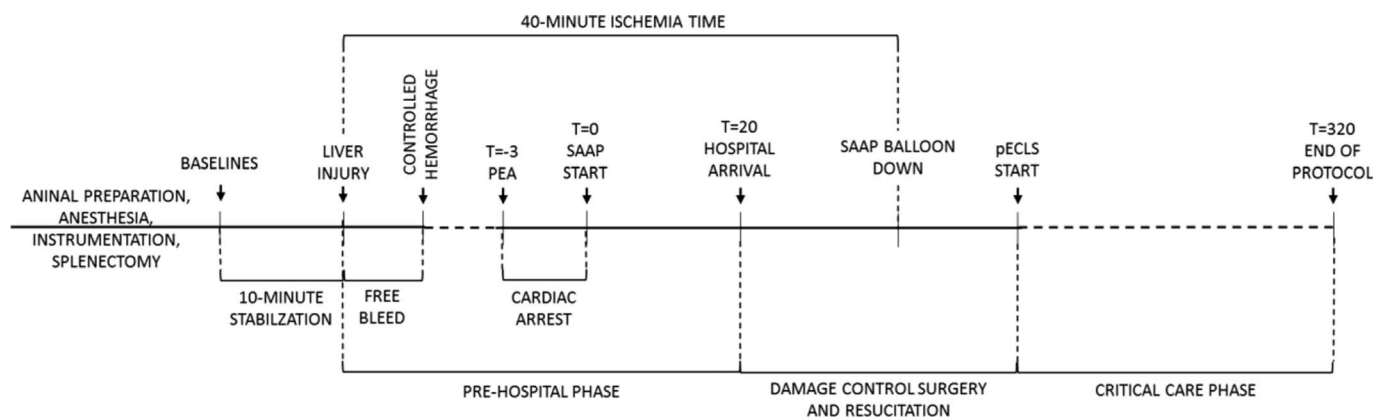 40-MINUTE ISCHEMIA TIME
ANINAL PREPARATION,
ANESTHESIA,
INSTRUMENTATION,
SPLENECTOMY
BASELINES
LIVER
INJURY
CONTROLLED
HEMORRHAGE
T=-3
PEA
T=0
SAAP
START
T=20
HOSPITAL
ARRIVAL
SAAP BALLOON
DOWN
pECLS
START
T=320
END OF
PROTOCOL
10-MINUTE
STABILZATION
FREE
BLEED
CARDIAC
ARREST
PRE-HOSPITAL PHASE
DAMAGE CONTROL SURGERY
AND RESUCITATION
CRITICAL CARE PHASE